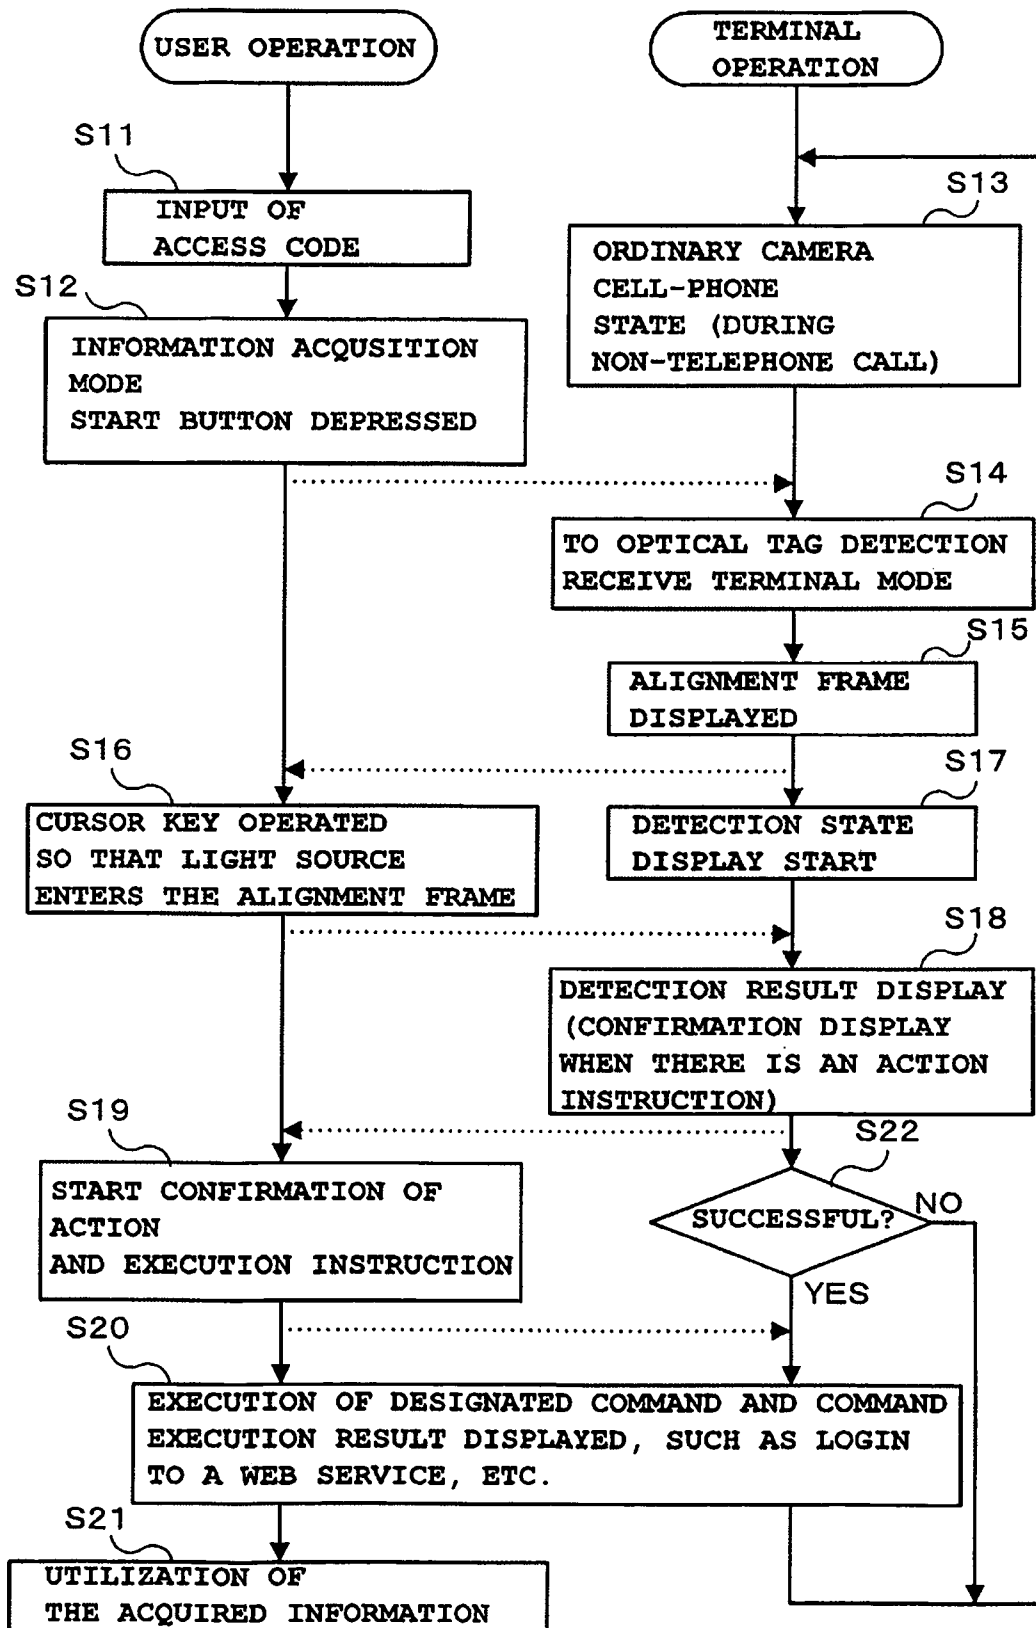 USER OPERATION
TERMINAL
OPERATION
S11
INPUT OF
ACCESS CODE
S12
INFORMATION ACQUSITION
MODE
START BUTTON DEPRESSED
S13
ORDINARY CAMERA
CELL-PHONE
STATE (DURING
NON-TELEPHONE CALL)
S14
TO OPTICAL TAG DETECTION
RECEIVE TERMINAL MODE
S15
ALIGNMENT FRAME
DISPLAYED
S16
CURSOR KEY OPERATED
SO THAT LIGHT SOURCE
ENTERS THE ALIGNMENT FRAME
S17
DETECTION STATE
DISPLAY START
S18
DETECTION RESULT DISPLAY
(CONFIRMATION DISPLAY
WHEN THERE IS AN ACTION
INSTRUCTION)
S19
START CONFIRMATION OF
ACTION
AND EXECUTION INSTRUCTION
S22
SUCCESSFUL?
NO
YES
S20
EXECUTION OF DESIGNATED COMMAND AND COMMAND
EXECUTION RESULT DISPLAYED, SUCH AS LOGIN
TO A WEB SERVICE, ETC.
S21
UTILIZATION OF
THE ACQUIRED INFORMATION